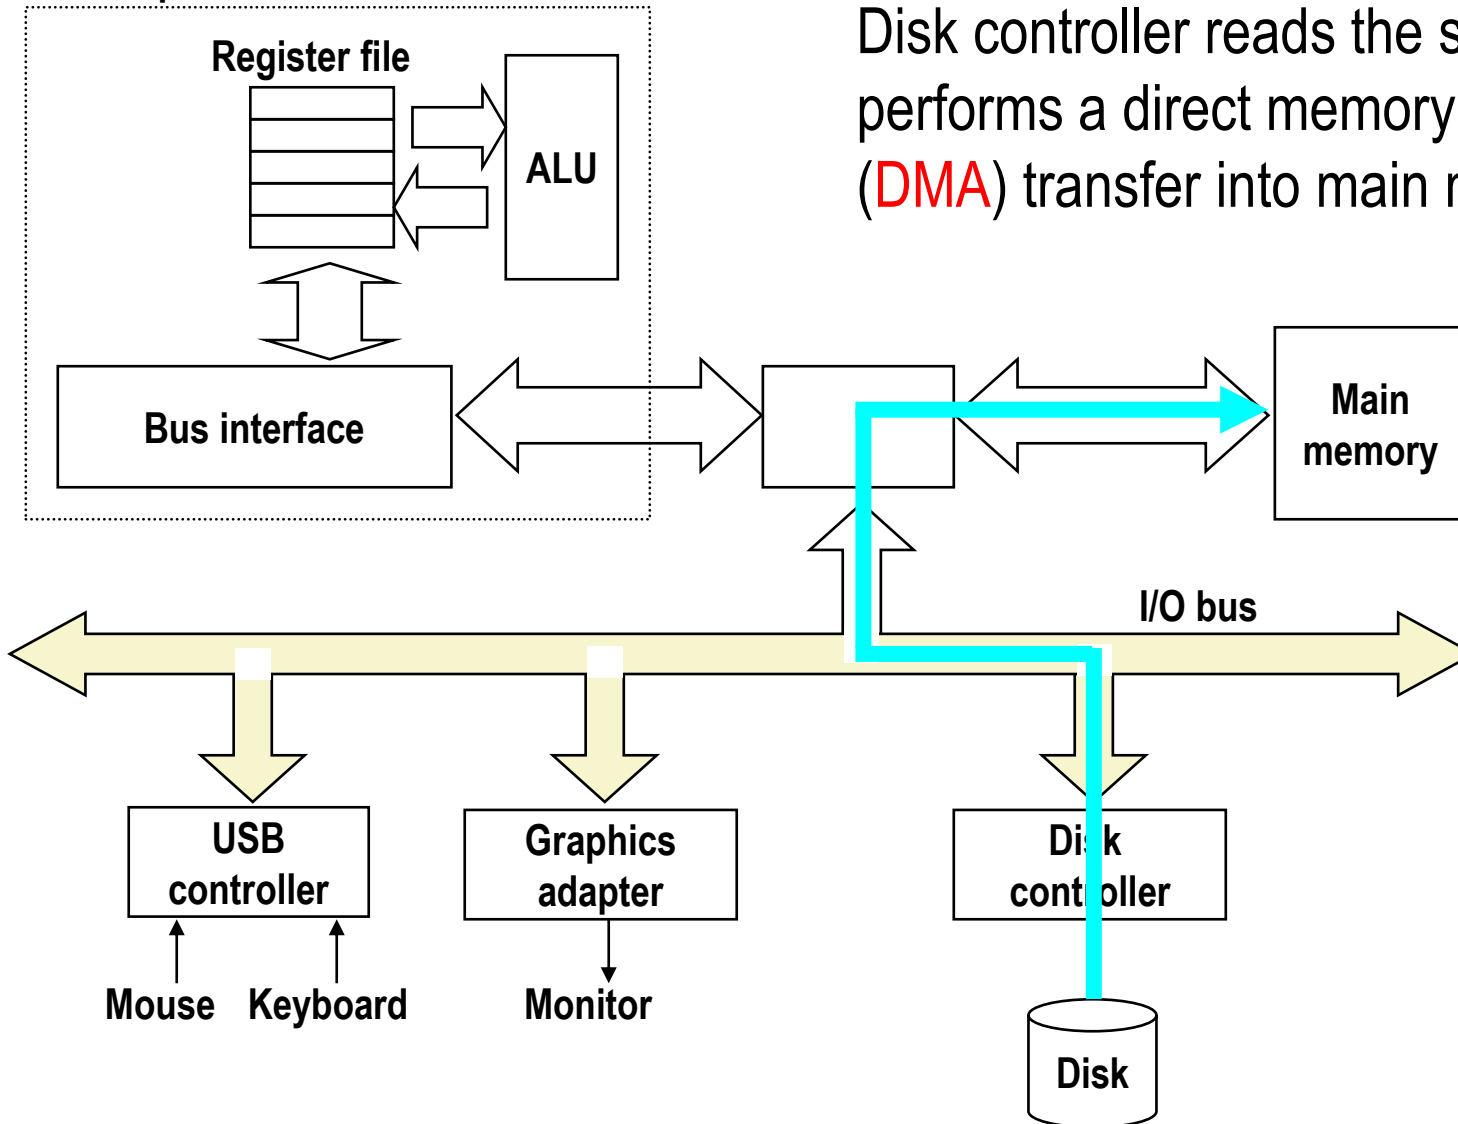 Disk controller reads the s
performs a direct memory
(DMA) transfer into main
Register file
ALU
Bus interface
Main
memory
I/O bus
USB
controller
Graphics
adapter
Disk
controller
Mouse
Keyboard
Monitor
Disk